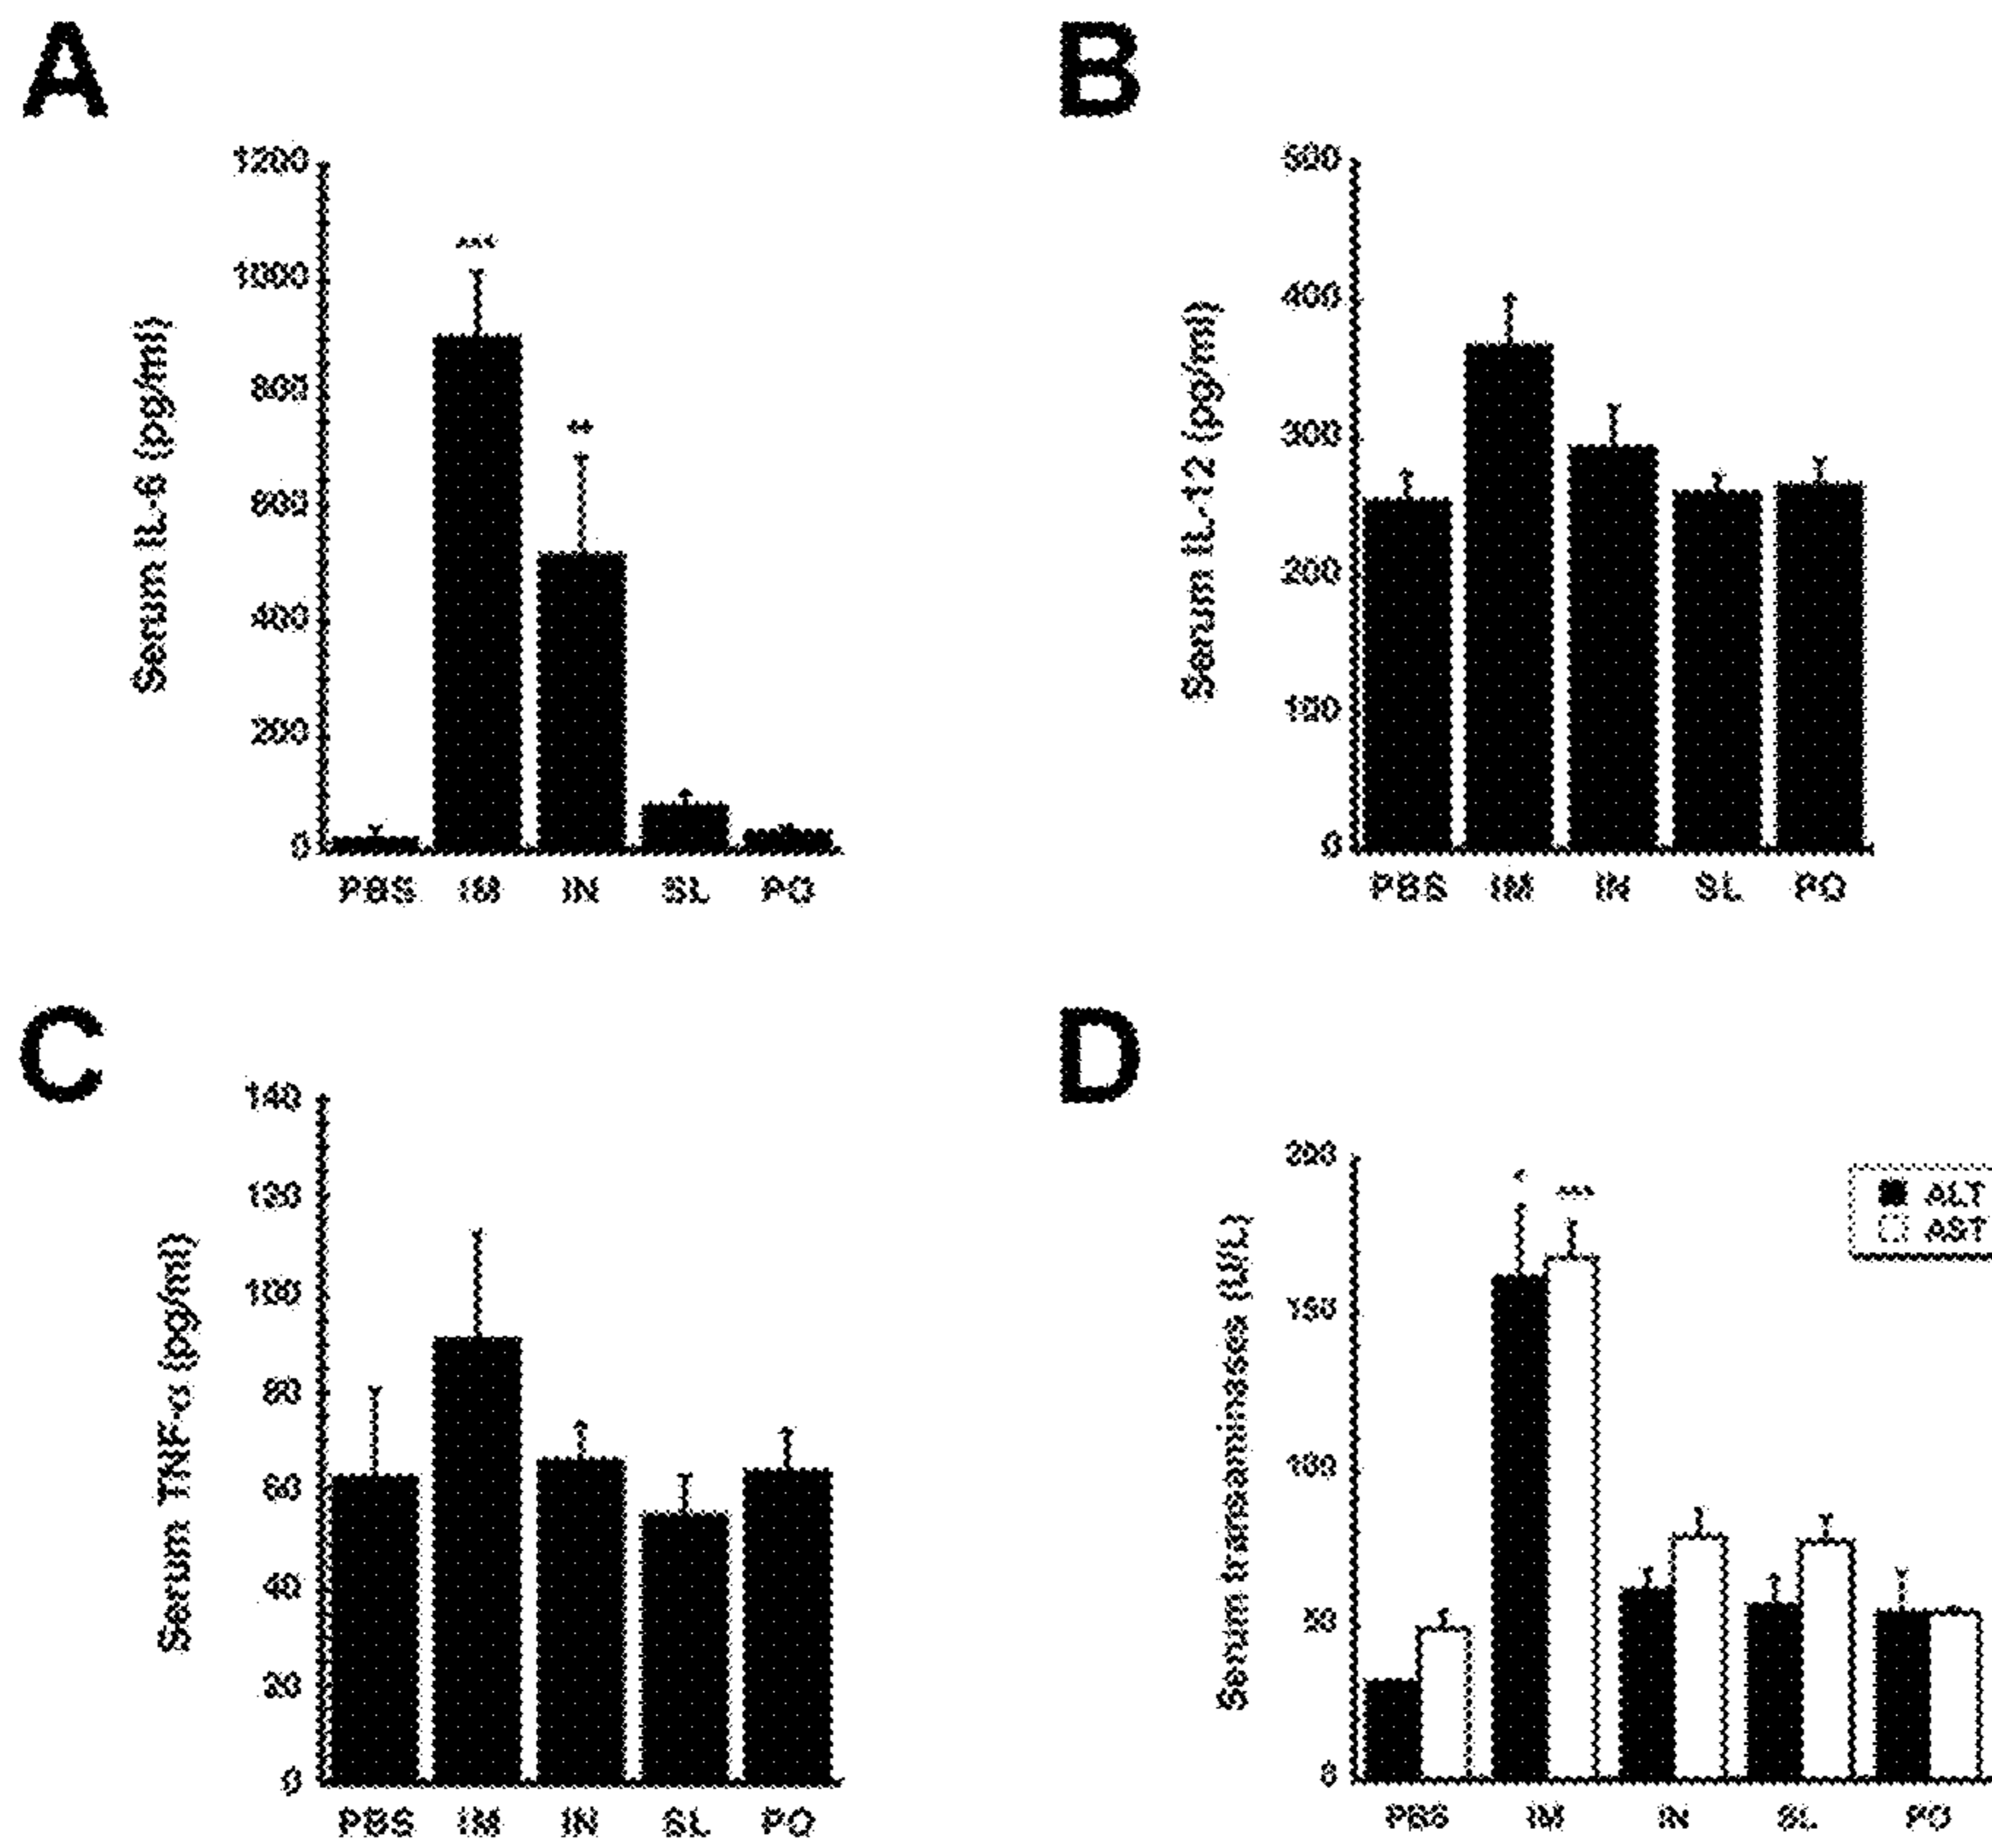 A
Serum IL-6 (pg/ml)
1200
1000
800
600
400
200
0
***
**
PBS IM IN SL PO
B
Serum IL-12 (pg/ml)
500
400
300
200
100
0
PBS IM IN SL PO
C
Serum TNF-α (pg/ml)
140
120
100
80
60
40
20
0
PBS IM IN SL PO
D
Serum transaminases (U/L)
200
150
100
50
0
*
***
ALT
AST
PBS IM IN SL PO